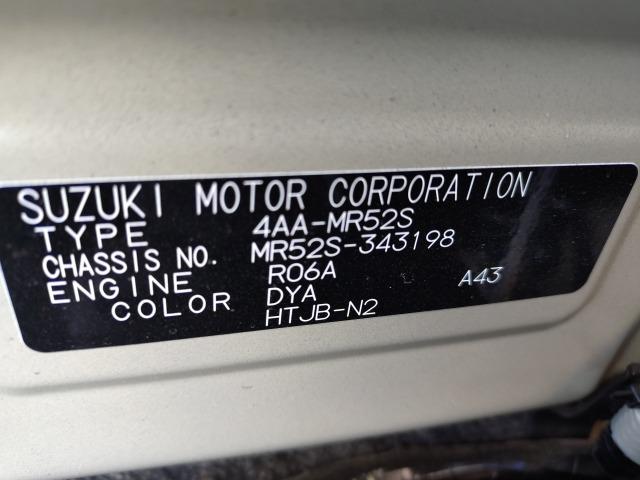 SUZUKI MOTOR CORPORATION
TYPE 4AA-MR52S
CHASSIS NO. MR52S-343198
ENGINE R06A A43
COLOR DYA
HTJB-N2